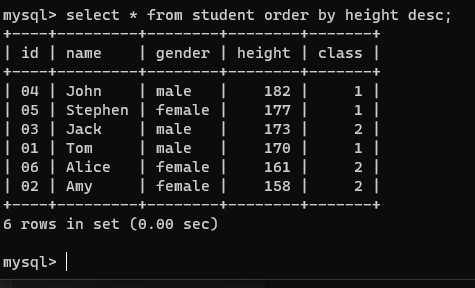 mysql> select * from student order by height desc;
+----+---------+--------+--------+-------+
| id | name    | gender | height | class |
+----+---------+--------+--------+-------+
| 04 | John    | male   |    182 |     1 |
| 05 | Stephen | female |    177 |     1 |
| 03 | Jack    | male   |    173 |     2 |
| 01 | Tom     | male   |    170 |     1 |
| 06 | Alice   | female |    161 |     2 |
| 02 | Amy     | female |    158 |     2 |
+----+---------+--------+--------+-------+
6 rows in set (0.00 sec)
mysql>